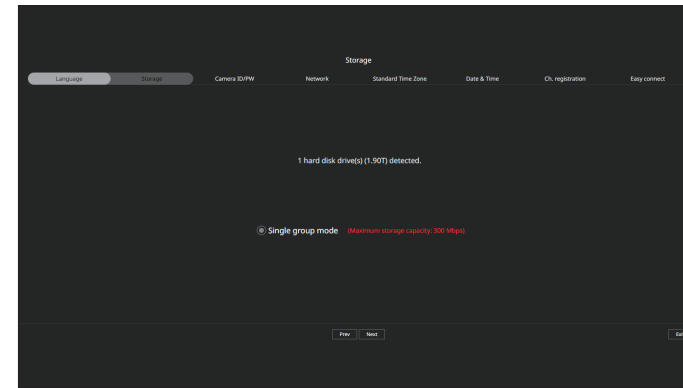 Storage
Language Storage Camera ID/PW Network Standard Time Zone Date & Time Ch. registration Easy connect
1 hard disk drive(s) (1.90T) detected.
Single group mode (Maximum storage capacity: 300 Mbps)
Prev Next